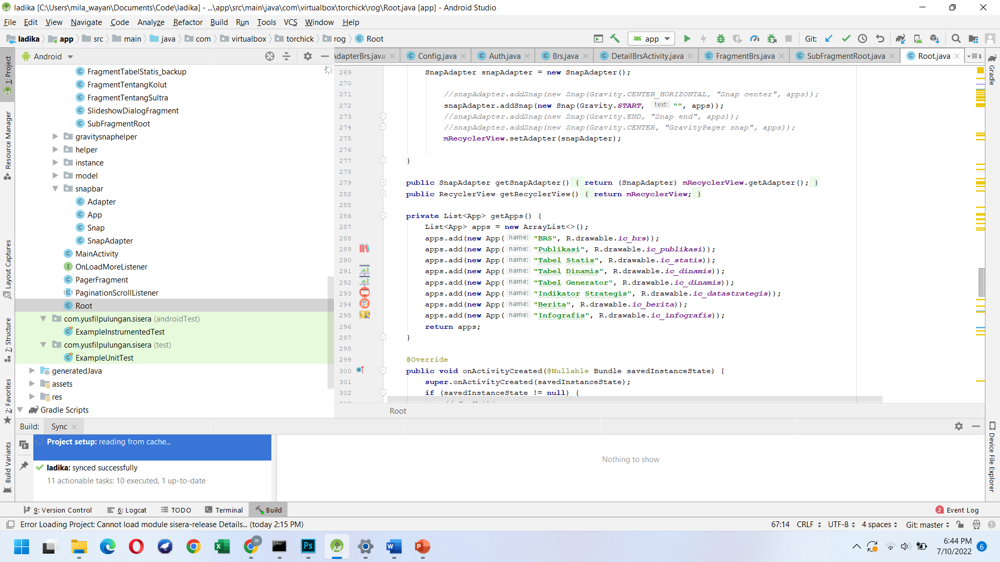 ladika [C:\Users\mila_wayan\Documents\Code\ladika] - ...\app\src\main\java\com\virtualbox\torchick\rog\Root.java [app] - Android Studio
File Edit View Navigate Code Analyze Refactor Build Run Tools VCS Window Help
ladika app src main java com virtualbox torchick rog Root app Git:
1: Project
Resource Manager
Layout Captures
7: Structure
2: Favorites
Build Variants
Android
FragmentTabelStatis_backup
FragmentTentangKolut
FragmentTentangSultra
SlideshowDialogFragment
SubFragmentRoot
gravitysnaphelper
helper
instance
model
snapbar
Adapter
App
Snap
SnapAdapter
MainActivity
OnLoadMoreListener
PagerFragment
PaginationScrollListener
Root
com.yusfilpulungan.sisera (androidTest)
ExampleInstrumentedTest
com.yusfilpulungan.sisera (test)
ExampleUnitTest
generatedJava
assets
res
Gradle Scripts
AdapterBrs.java Config.java Auth.java Brs.java DetailBrsActivity.java FragmentBrs.java SubFragmentRoot.java Root.java 3
269 SnapAdapter snapAdapter = new SnapAdapter();
270
271 //snapAdapter.addSnap(new Snap(Gravity.CENTER_HORIZONTAL, "Snap center", apps));
272 snapAdapter.addSnap(new Snap(Gravity.START, text: "", apps));
273 //snapAdapter.addSnap(new Snap(Gravity.END, "Snap end", apps));
274 //snapAdapter.addSnap(new Snap(Gravity.CENTER, "GravityPager snap", apps));
275 mRecyclerView.setAdapter(snapAdapter);
276
277 }
278
279 public SnapAdapter getSnapAdapter() { return (SnapAdapter) mRecyclerView.getAdapter(); }
282 public RecyclerView getRecyclerView() { return mRecyclerView; }
285
286 private List<App> getApps() {
287 List<App> apps = new ArrayList<>();
288 apps.add(new App( name: "BRS", R.drawable.ic_brs));
289 apps.add(new App( name: "Publikasi", R.drawable.ic_publikasi));
290 apps.add(new App( name: "Tabel Statis", R.drawable.ic_statis));
291 apps.add(new App( name: "Tabel Dinamis", R.drawable.ic_dinamis));
292 apps.add(new App( name: "Tabel Generator", R.drawable.ic_dinamis));
293 apps.add(new App( name: "Indikator Strategis", R.drawable.ic_datastrategis));
294 apps.add(new App( name: "Berita", R.drawable.ic_berita));
295 apps.add(new App( name: "Infografis", R.drawable.ic_infografis));
296 return apps;
297 }
298
299 @Override
300 public void onActivityCreated(@Nullable Bundle savedInstanceState) {
301 super.onActivityCreated(savedInstanceState);
302 if (savedInstanceState != null) {
Root
Gradle
Device File Explorer
Build: Sync
Project setup: reading from cache...
ladika: synced successfully
11 actionable tasks: 10 executed, 1 up-to-date
Nothing to show
9: Version Control 6: Logcat TODO Terminal Build 2 Event Log
Error Loading Project: Cannot load module sisera-release Details... (today 2:15 PM) 67:14 CRLF UTF-8 4 spaces Git: master
W
Ps
6:44 PM
7/10/2022
6